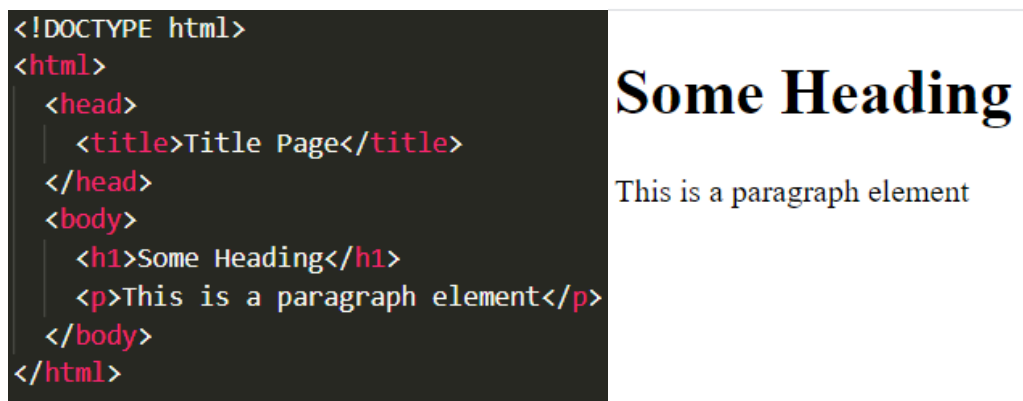 <!DOCTYPE html>
<html>
  <head>
    <title>Title Page</title>
  </head>
  <body>
    <h1>Some Heading</h1>
    <p>This is a paragraph element</p>
  </body>
</html>
Some Heading
This is a paragraph element